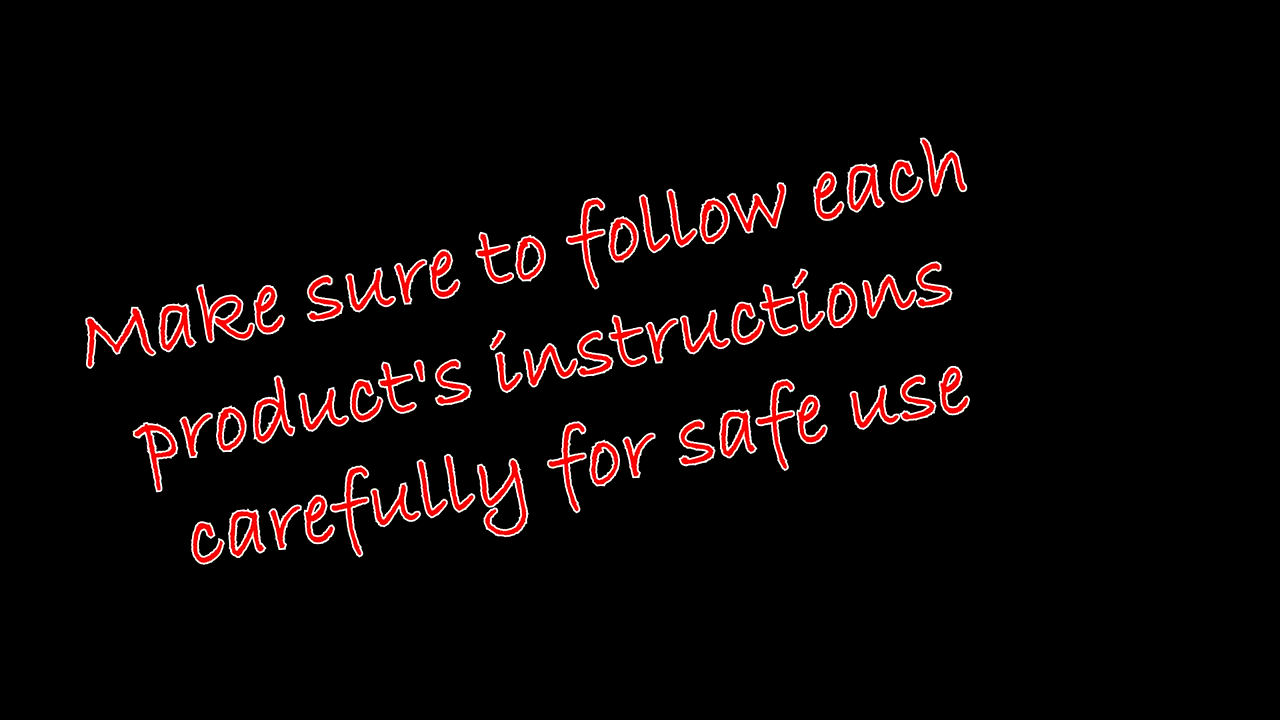 Make sure to follow each
product's instructions
carefully for safe use